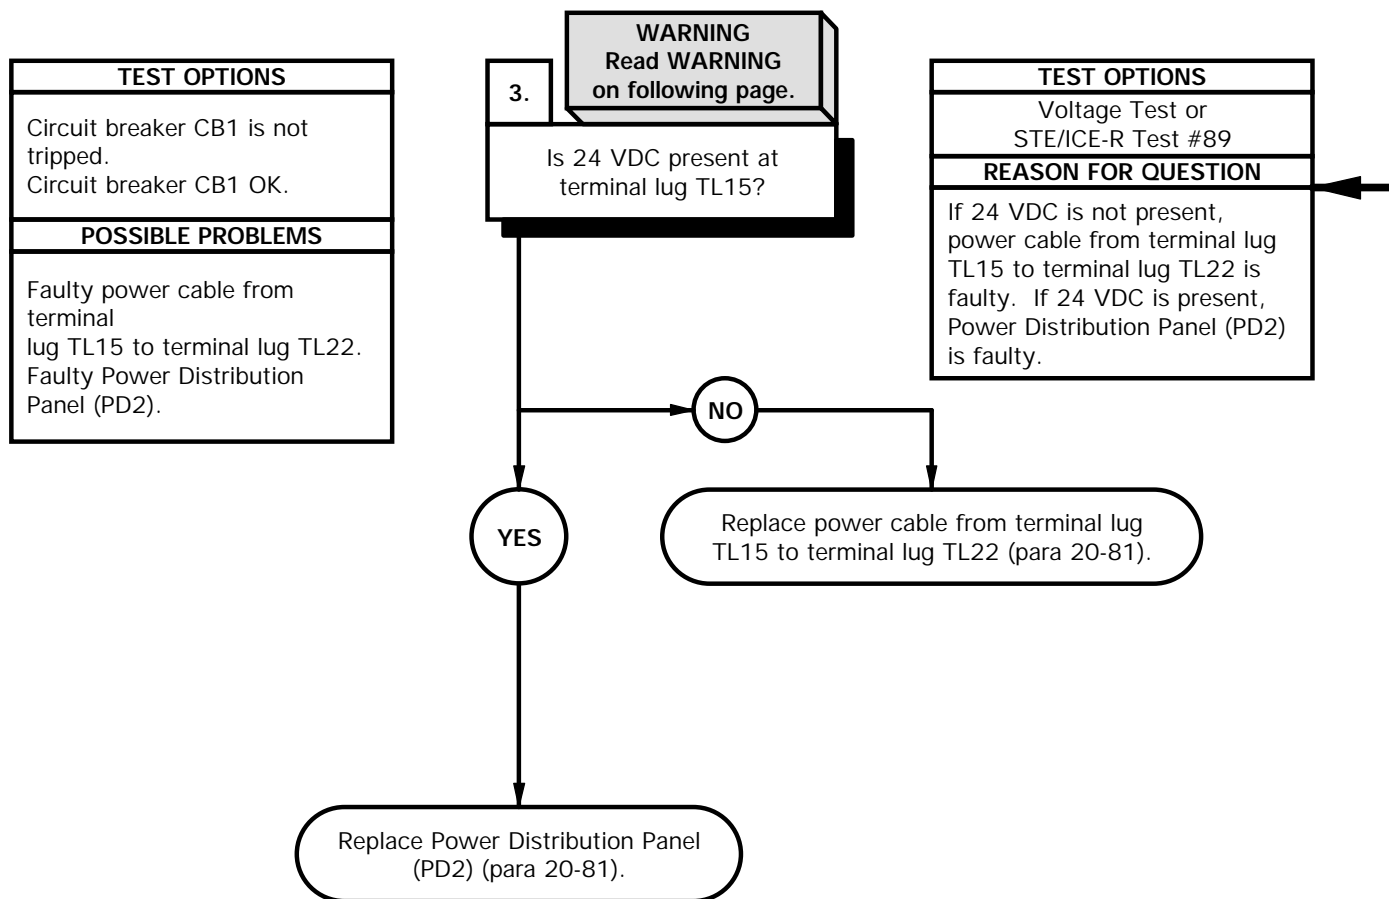 TEST OPTIONS
Circuit breaker CB1 is not
tripped.
Circuit breaker CB1 OK.
POSSIBLE PROBLEMS
Faulty power cable from
terminal
lug TL15 to terminal lug TL22.
Faulty Power Distribution
Panel (PD2).
WARNING
Read WARNING
on following page.
3.
Is 24 VDC present at
terminal lug TL15?
TEST OPTIONS
Voltage Test or
STE/ICE-R Test #89
REASON FOR QUESTION
If 24 VDC is not present,
power cable from terminal lug
TL15 to terminal lug TL22 is
faulty.  If 24 VDC is present,
Power Distribution Panel (PD2)
is faulty.
NO
YES
Replace power cable from terminal lug
TL15 to terminal lug TL22 (para 20-81).
Replace Power Distribution Panel
(PD2) (para 20-81).